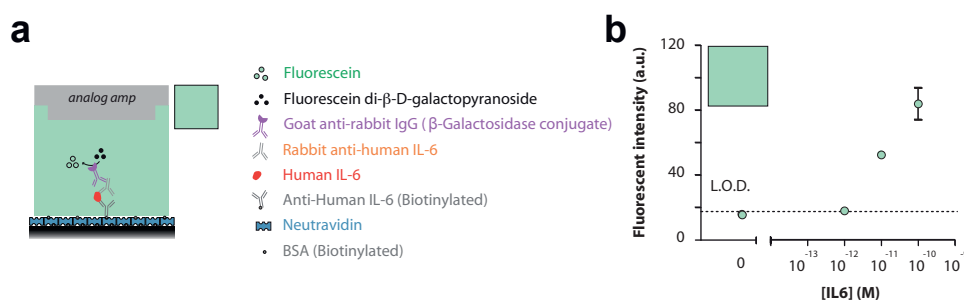 a
analog amp
Fluorescein
Fluorescein di-β-D-galactopyranoside
Goat anti-rabbit IgG (β-Galactosidase conjugate)
Rabbit anti-human IL-6
Human IL-6
Anti-Human IL-6 (Biotinylated)
Neutravidin
BSA (Biotinylated)
b
Fluorescent intensity (a.u.)
120
80
40
0
L.O.D.
0
10⁻¹³
10⁻¹²
10⁻¹¹
10⁻¹⁰
[IL6] (M)